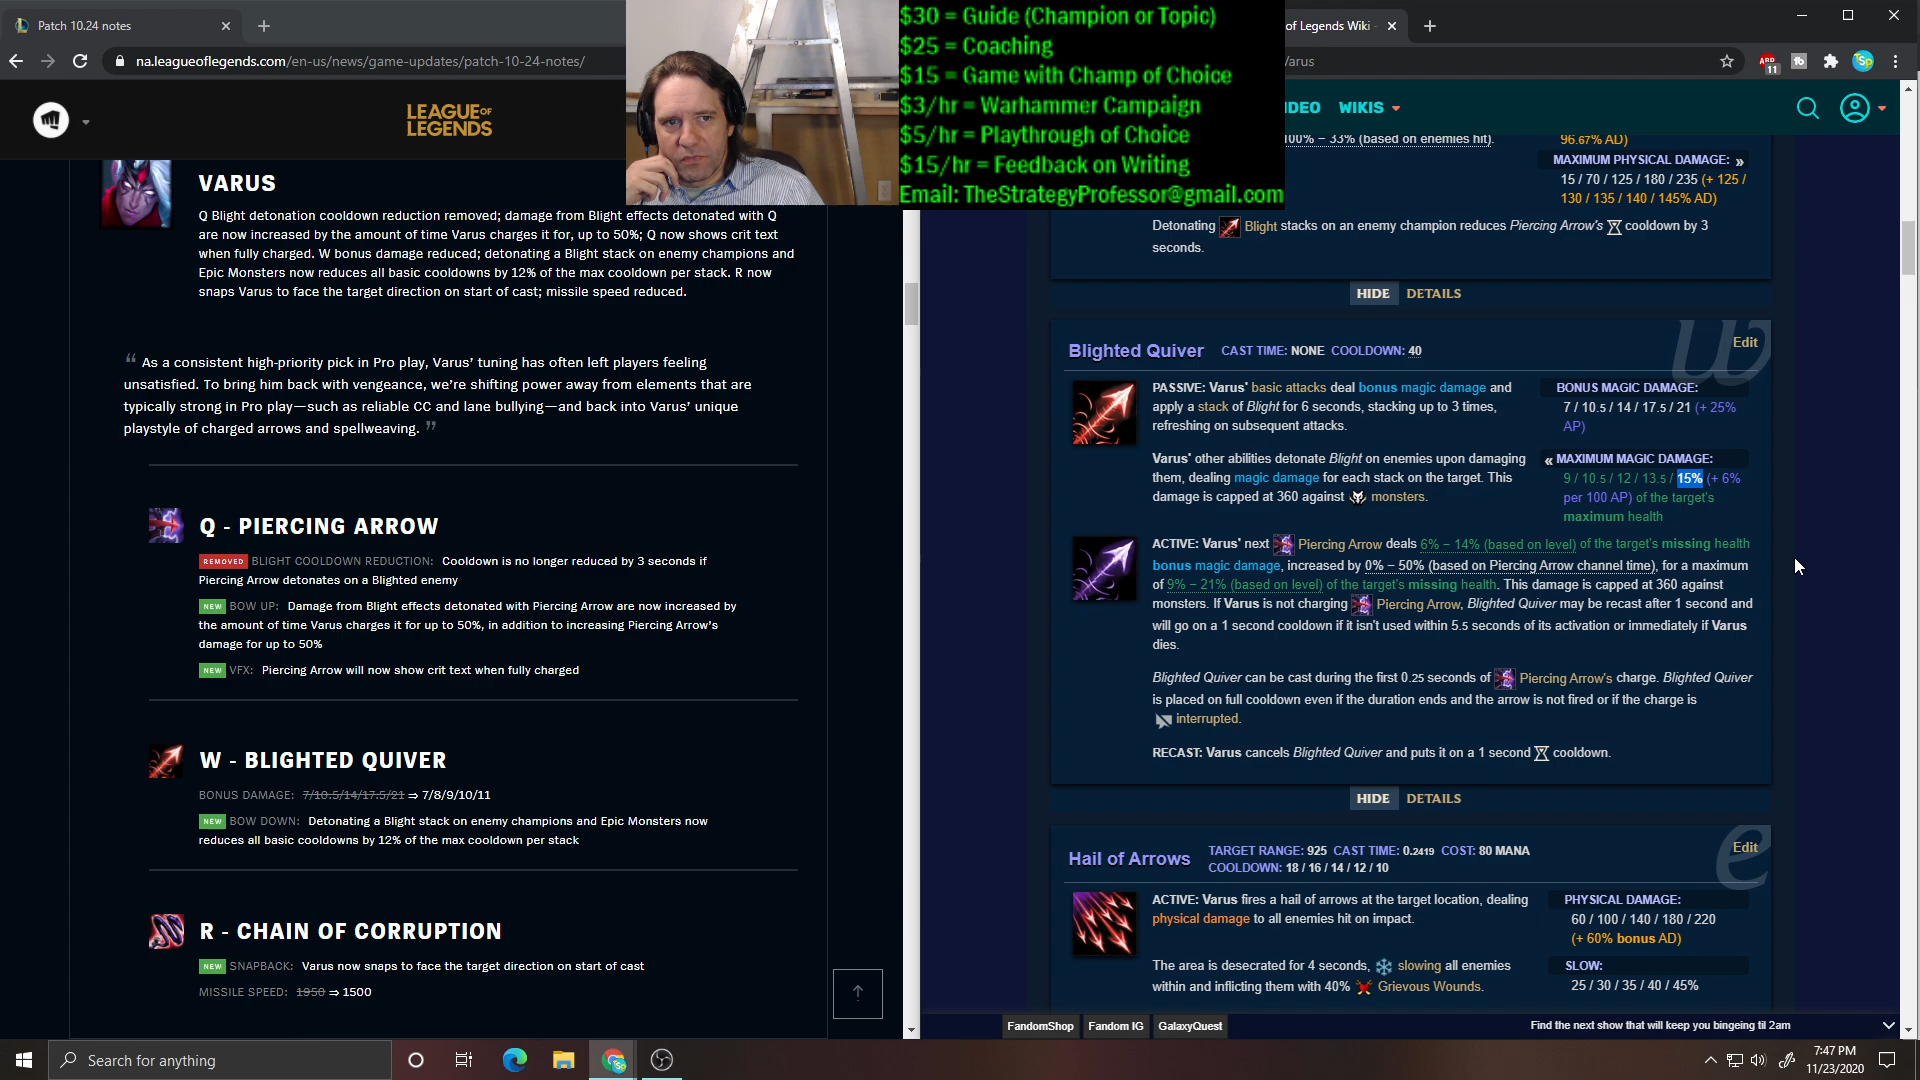 Patch 10.24 notes
of Legends Wiki -
na.leagueoflegends.com/en-us/news/game-updates/patch-10-24-notes/
/arus
ABP
11
tb
TSp
$30 = Guide (Champion or Topic)
$25 = Coaching
$15 = Game with Champ of Choice
$3/hr = Warhammer Campaign
$5/hr = Playthrough of Choice
$15/hr = Feedback on Writing
Email: TheStrategyProfessor@gmail.com
LEAGUE OF
LEGENDS
IDEO WIKIS
VARUS
Q Blight detonation cooldown reduction removed; damage from Blight effects detonated with Q
are now increased by the amount of time Varus charges it for, up to 50%; Q now shows crit text
when fully charged. W bonus damage reduced; detonating a Blight stack on enemy champions and
Epic Monsters now reduces all basic cooldowns by 12% of the max cooldown per stack. R now
snaps Varus to face the target direction on start of cast; missile speed reduced.
“ As a consistent high-priority pick in Pro play, Varus’ tuning has often left players feeling
unsatisfied. To bring him back with vengeance, we’re shifting power away from elements that are
typically strong in Pro play—such as reliable CC and lane bullying—and back into Varus’ unique
playstyle of charged arrows and spellweaving. ”
Q - PIERCING ARROW
REMOVED BLIGHT COOLDOWN REDUCTION: Cooldown is no longer reduced by 3 seconds if
Piercing Arrow detonates on a Blighted enemy
NEW BOW UP: Damage from Blight effects detonated with Piercing Arrow are now increased by
the amount of time Varus charges it for up to 50%, in addition to increasing Piercing Arrow’s
damage for up to 50%
NEW VFX: Piercing Arrow will now show crit text when fully charged
W - BLIGHTED QUIVER
BONUS DAMAGE: 7/10.5/14/17.5/21 ⇒ 7/8/9/10/11
NEW BOW DOWN: Detonating a Blight stack on enemy champions and Epic Monsters now
reduces all basic cooldowns by 12% of the max cooldown per stack
R - CHAIN OF CORRUPTION
NEW SNAPBACK: Varus now snaps to face the target direction on start of cast
MISSILE SPEED: 1950 ⇒ 1500
100% − 33% (based on enemies hit).
96.67% AD)
MAXIMUM PHYSICAL DAMAGE: »
15 / 70 / 125 / 180 / 235 (+ 125 /
130 / 135 / 140 / 145% AD)
Detonating Blight stacks on an enemy champion reduces Piercing Arrow's cooldown by 3
seconds.
HIDE DETAILS
Blighted Quiver CAST TIME: NONE COOLDOWN: 40
w
Edit
PASSIVE: Varus' basic attacks deal bonus magic damage and
apply a stack of Blight for 6 seconds, stacking up to 3 times,
refreshing on subsequent attacks.
BONUS MAGIC DAMAGE:
7 / 10.5 / 14 / 17.5 / 21 (+ 25%
AP)
Varus' other abilities detonate Blight on enemies upon damaging
them, dealing magic damage for each stack on the target. This
damage is capped at 360 against monsters.
« MAXIMUM MAGIC DAMAGE:
9 / 10.5 / 12 / 13.5 / 15% (+ 6%
per 100 AP) of the target's
maximum health
ACTIVE: Varus' next Piercing Arrow deals 6% − 14% (based on level) of the target's missing health
bonus magic damage, increased by 0% − 50% (based on Piercing Arrow channel time), for a maximum
of 9% − 21% (based on level) of the target's missing health. This damage is capped at 360 against
monsters. If Varus is not charging Piercing Arrow, Blighted Quiver may be recast after 1 second and
will go on a 1 second cooldown if it isn't used within 5.5 seconds of its activation or immediately if Varus
dies.
Blighted Quiver can be cast during the first 0.25 seconds of Piercing Arrow's charge. Blighted Quiver
is placed on full cooldown even if the duration ends and the arrow is not fired or if the charge is
interrupted.
RECAST: Varus cancels Blighted Quiver and puts it on a 1 second cooldown.
HIDE DETAILS
Hail of Arrows TARGET RANGE: 925 CAST TIME: 0.2419 COST: 80 MANA
COOLDOWN: 18 / 16 / 14 / 12 / 10
e
Edit
ACTIVE: Varus fires a hail of arrows at the target location, dealing
physical damage to all enemies hit on impact.
PHYSICAL DAMAGE:
60 / 100 / 140 / 180 / 220
(+ 60% bonus AD)
The area is desecrated for 4 seconds, slowing all enemies
within and inflicting them with 40% Grievous Wounds.
SLOW:
25 / 30 / 35 / 40 / 45%
FandomShop Fandom IG GalaxyQuest
Find the next show that will keep you bingeing til 2am
Search for anything
7:47 PM
11/23/2020